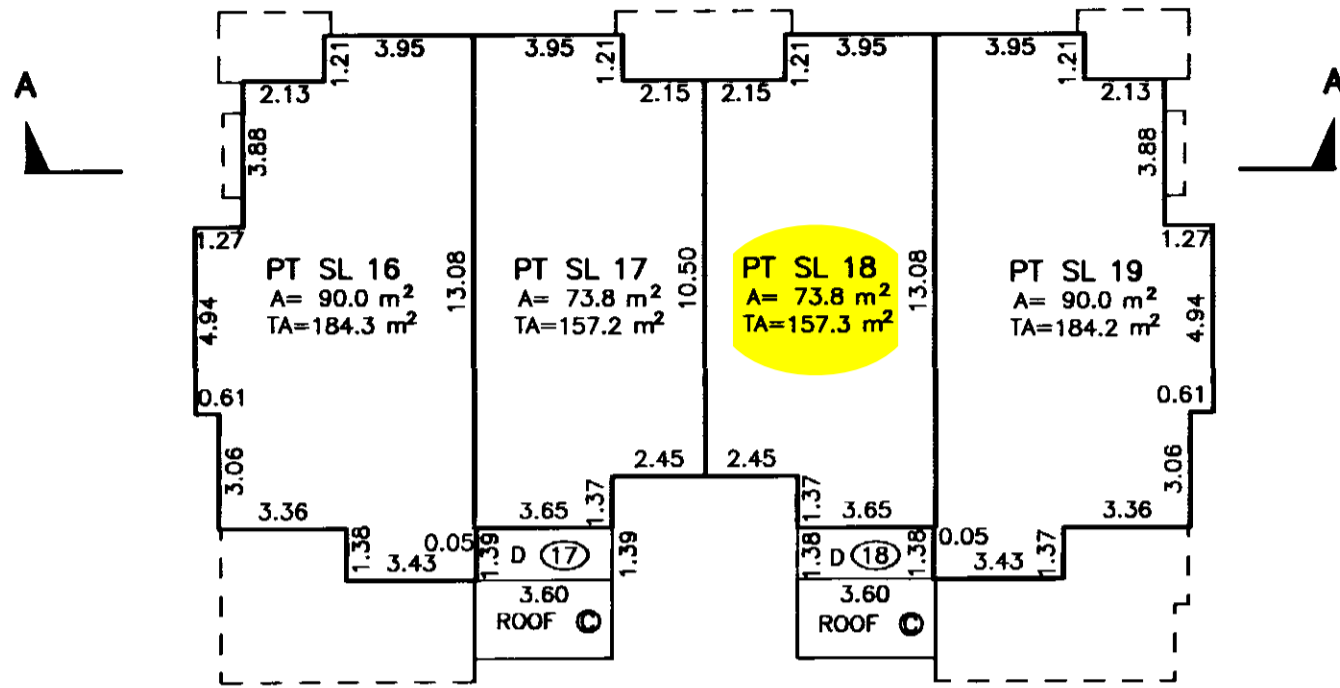 3.95 3.95 3.95 3.95
1.21 1.21 1.21 1.21
A A
2.13 2.15 2.15 2.13
3.88 3.88
1.27 1.27
PT SL 16
A= 90.0 m²
TA=184.3 m²
13.08
PT SL 17
A= 73.8 m²
TA=157.2 m²
10.50
PT SL 18
A= 73.8 m²
TA=157.3 m²
13.08
PT SL 19
A= 90.0 m²
TA=184.2 m²
4.94 4.94
0.61 0.61
3.06 2.45 2.45 3.06
3.36 3.65 1.37 1.37 3.65 3.36
1.38 0.05 1.39 D 17 1.39 1.38 D 18 1.38 0.05 1.37
3.43 3.43
3.60 3.60
ROOF C ROOF C